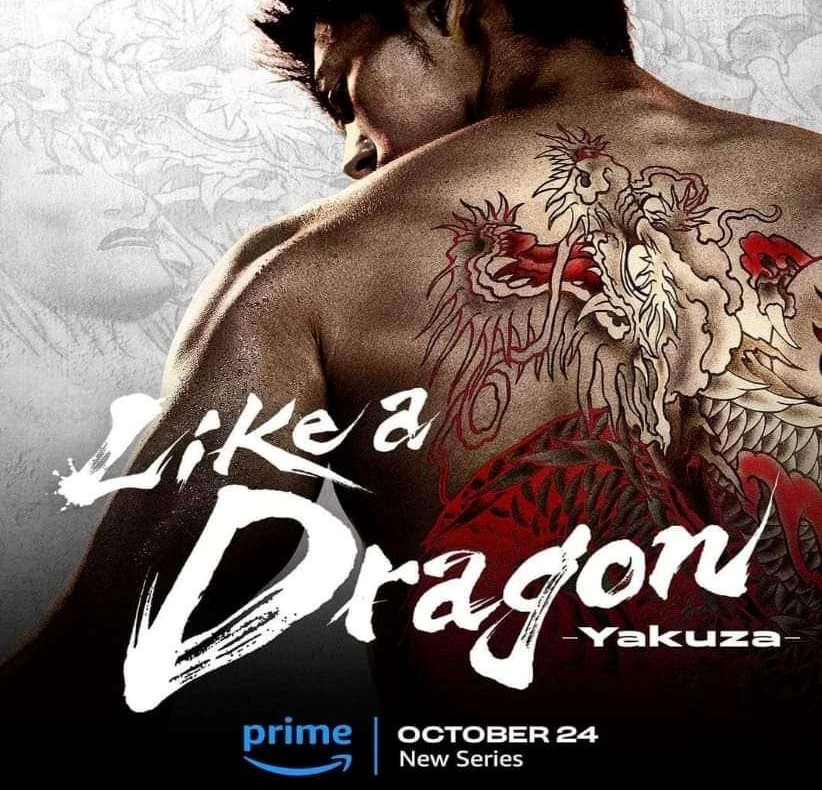 Like a
Dragon
-Yakuza-
prime
OCTOBER 24
New Series